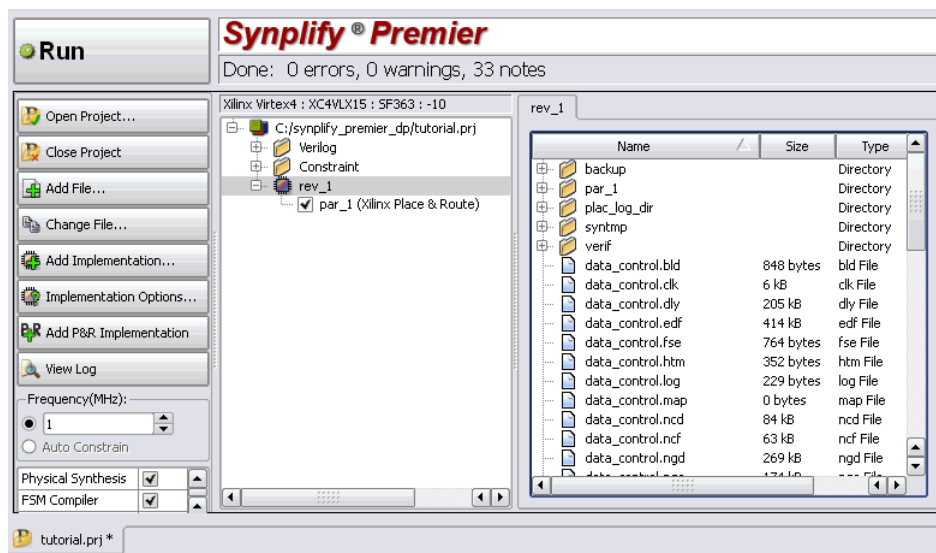 Run
Synplify ® Premier
Done: 0 errors, 0 warnings, 33 notes
Open Project...
Close Project
Add File...
Change File...
Add Implementation...
Implementation Options...
P&R Add P&R Implementation
View Log
Frequency(MHz):
1
Auto Constrain
Physical Synthesis
FSM Compiler
Xilinx Virtex4 : XC4VLX15 : SF363 : -10
C:/synplify_premier_dp/tutorial.prj
Verilog
Constraint
rev_1
par_1 (Xilinx Place & Route)
rev_1
Name Size Type
backup Directory
par_1 Directory
plac_log_dir Directory
syntmp Directory
verif Directory
data_control.bld 848 bytes bld File
data_control.clk 6 kB clk File
data_control.dly 205 kB dly File
data_control.edf 414 kB edf File
data_control.fse 764 bytes fse File
data_control.htm 352 bytes htm File
data_control.log 229 bytes log File
data_control.map 0 bytes map File
data_control.ncd 84 kB ncd File
data_control.ncf 63 kB ncf File
data_control.ngd 269 kB ngd File
tutorial.prj *